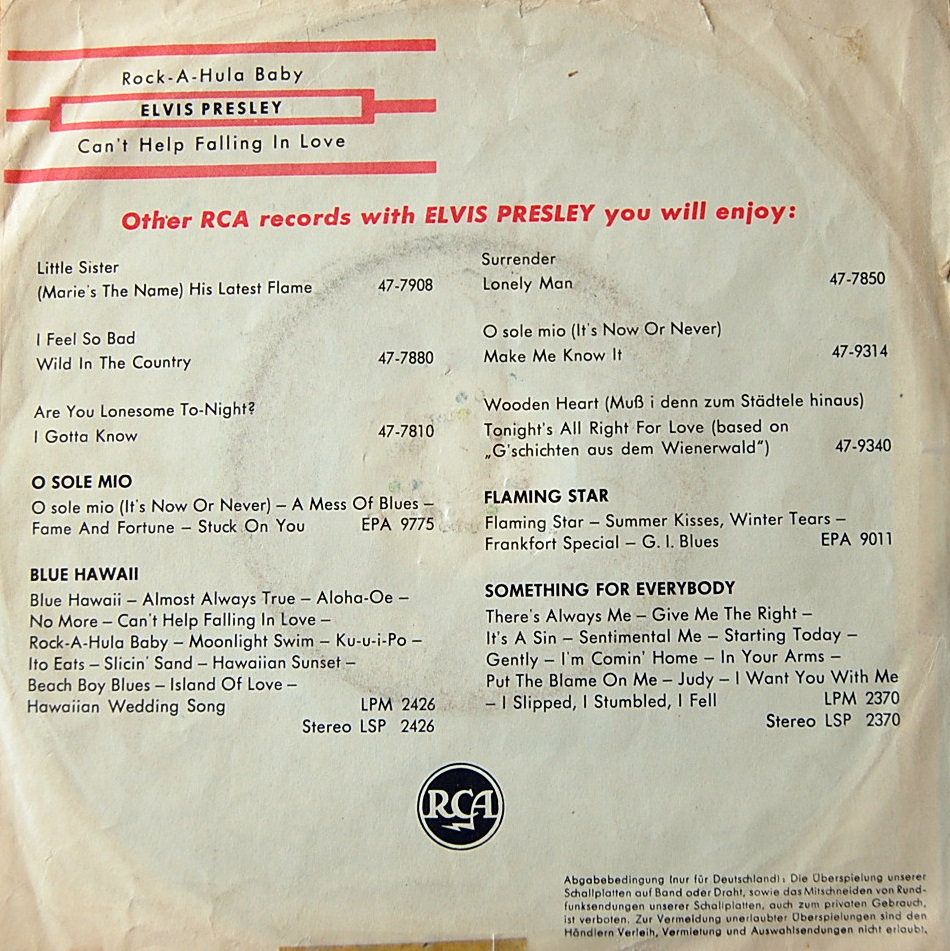 Rock-A-Hula Baby
ELVIS PRESLEY
Can't Help Falling In Love
Other RCA records with ELVIS PRESLEY you will enjoy:
Little Sister
(Marie's The Name) His Latest Flame 47-7908
I Feel So Bad
Wild In The Country 47-7880
Are You Lonesome To-Night?
I Gotta Know 47-7810
O SOLE MIO
O sole mio (It's Now Or Never) – A Mess Of Blues –
Fame And Fortune – Stuck On You EPA 9775
BLUE HAWAII
Blue Hawaii – Almost Always True – Aloha-Oe –
No More – Can't Help Falling In Love –
Rock-A-Hula Baby – Moonlight Swim – Ku-u-i-Po –
Ito Eats – Slicin' Sand – Hawaiian Sunset –
Beach Boy Blues – Island Of Love –
Hawaiian Wedding Song LPM 2426
Stereo LSP 2426
Surrender
Lonely Man 47-7850
O sole mio (It's Now Or Never)
Make Me Know It 47-9314
Wooden Heart (Muß i denn zum Städtele hinaus)
Tonight's All Right For Love (based on
„G'schichten aus dem Wienerwald") 47-9340
FLAMING STAR
Flaming Star – Summer Kisses, Winter Tears –
Frankfort Special – G. I. Blues EPA 9011
SOMETHING FOR EVERYBODY
There's Always Me – Give Me The Right –
It's A Sin – Sentimental Me – Starting Today –
Gently – I'm Comin' Home – In Your Arms –
Put The Blame On Me – Judy – I Want You With Me
– I Slipped, I Stumbled, I Fell LPM 2370
Stereo LSP 2370
RCA
Abgabebedingung (nur für Deutschland): Die Überspielung unserer
Schallplatten auf Band oder Draht, sowie das Mitschneiden von Rund-
funksendungen unserer Schallplatten, auch zum privaten Gebrauch,
ist verboten. Zur Vermeidung unerlaubter Überspielungen sind den
Händlern Verleih, Vermietung und Auswahlsendungen nicht erlaubt.